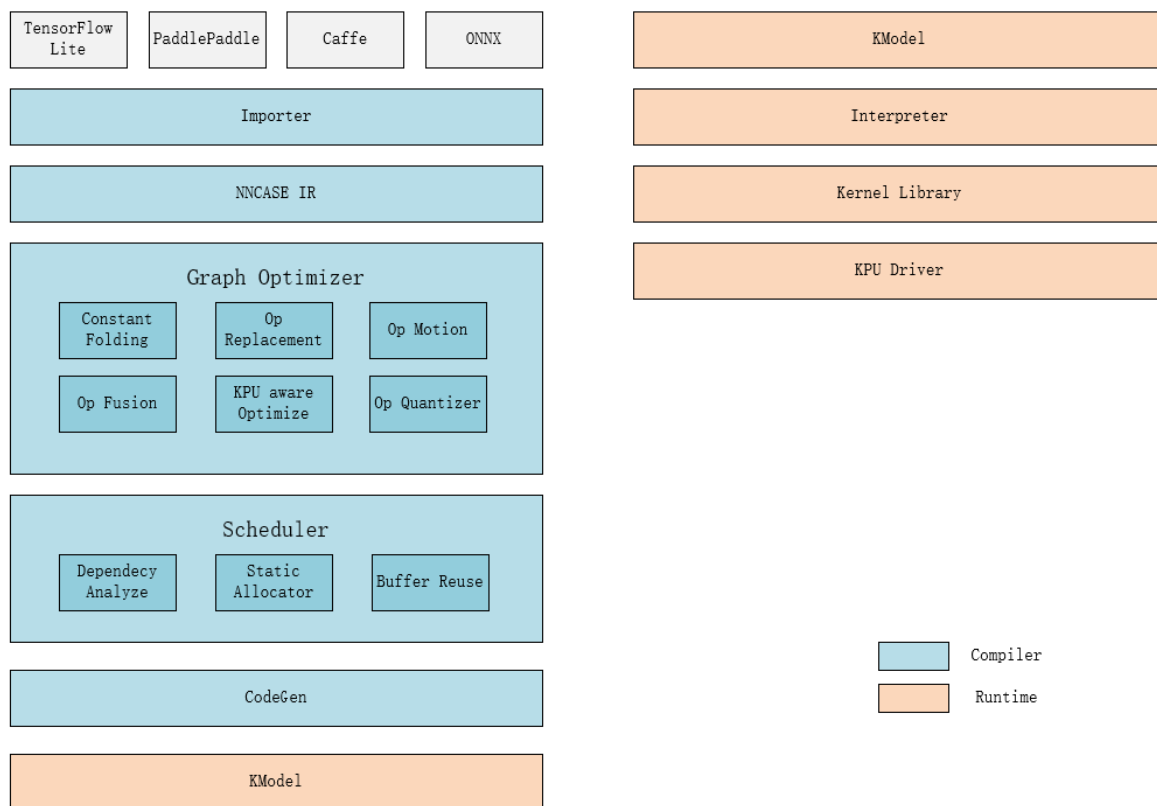 TensorFlow
Lite
PaddlePaddle
Caffe
ONNX
Importer
NNCASE IR
Graph Optimizer
Constant
Folding
Op
Replacement
Op Motion
Op Fusion
KPU aware
Optimize
Op Quantizer
Scheduler
Dependecy
Analyze
Static
Allocator
Buffer Reuse
CodeGen
KModel
KModel
Interpreter
Kernel Library
KPU Driver
Compiler
Runtime